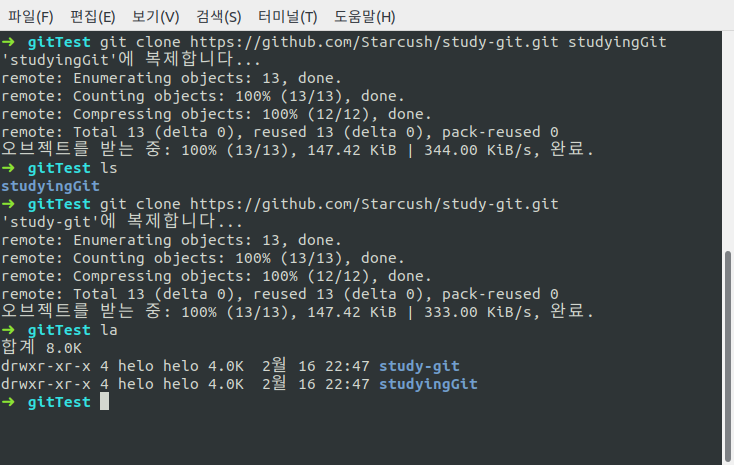 파일(F) 편집(E) 보기(V) 검색(S) 터미널(T) 도움말(H)
➜ gitTest git clone https://github.com/Starcush/study-git.git studyingGit
'studyingGit'에 복제합니다...
remote: Enumerating objects: 13, done.
remote: Counting objects: 100% (13/13), done.
remote: Compressing objects: 100% (12/12), done.
remote: Total 13 (delta 0), reused 13 (delta 0), pack-reused 0
오브젝트를 받는 중: 100% (13/13), 147.42 KiB | 344.00 KiB/s, 완료.
➜ gitTest ls
studyingGit
➜ gitTest git clone https://github.com/Starcush/study-git.git
'study-git'에 복제합니다...
remote: Enumerating objects: 13, done.
remote: Counting objects: 100% (13/13), done.
remote: Compressing objects: 100% (12/12), done.
remote: Total 13 (delta 0), reused 13 (delta 0), pack-reused 0
오브젝트를 받는 중: 100% (13/13), 147.42 KiB | 333.00 KiB/s, 완료.
➜ gitTest la
합계 8.0K
drwxr-xr-x 4 helo helo 4.0K  2월 16 22:47 study-git
drwxr-xr-x 4 helo helo 4.0K  2월 16 22:47 studyingGit
➜ gitTest